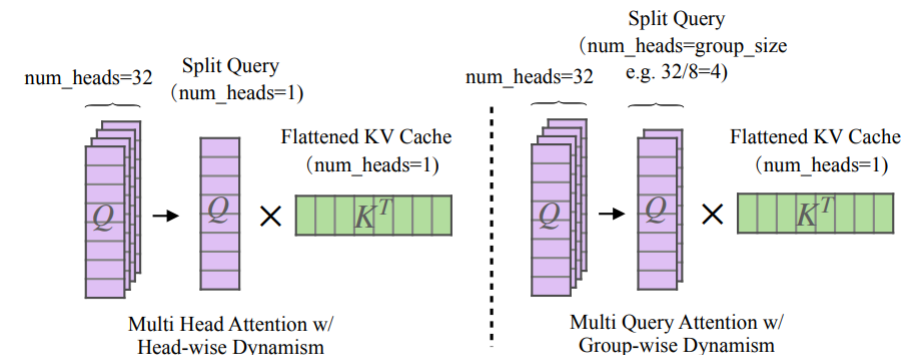 num_heads=32
Split Query
(num_heads=1)
Flattened KV Cache
(num_heads=1)
Q
Q
×
K^T
Multi Head Attention w/
Head-wise Dynamism
num_heads=32
Split Query
(num_heads=group_size
e.g. 32/8=4)
Flattened KV Cache
(num_heads=1)
Q
Q
×
K^T
Multi Query Attention w/
Group-wise Dynamism